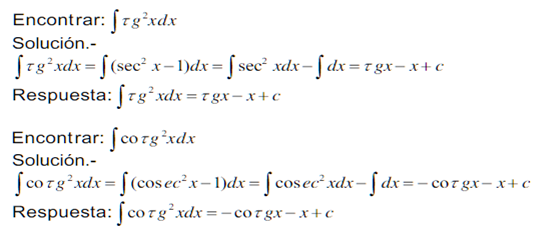 Encontrar: ∫τg²xdx
Solución.-
∫τg²xdx = ∫(sec² x−1)dx = ∫sec² xdx − ∫dx = τgx − x + c
Respuesta: ∫τg²xdx = τgx − x + c
Encontrar: ∫coτg²xdx
Solución.-
∫coτg²xdx = ∫(cosec²x−1)dx = ∫cosec²xdx − ∫dx = −coτgx − x + c
Respuesta: ∫coτg²xdx = −coτgx − x + c